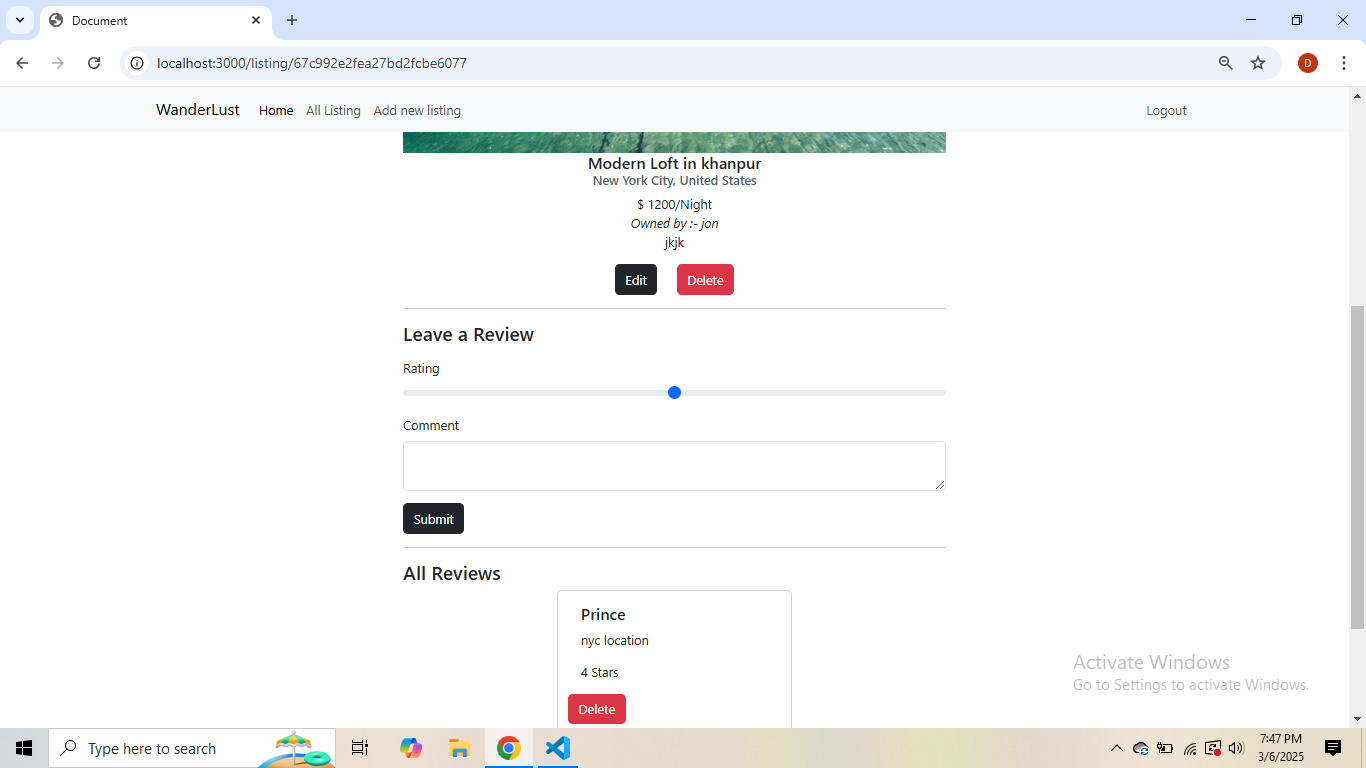 Document
localhost:3000/listing/67c992e2fea27bd2fcbe6077
D
WanderLust Home All Listing Add new listing Logout
Modern Loft in khanpur
New York City, United States
$ 1200/Night
Owned by :- jon
jkjk
Edit Delete
Leave a Review
Rating
Comment
Submit
All Reviews
Prince
nyc location
4 Stars
Delete
Activate Windows
Go to Settings to activate Windows.
Type here to search
7:47 PM
3/6/2025